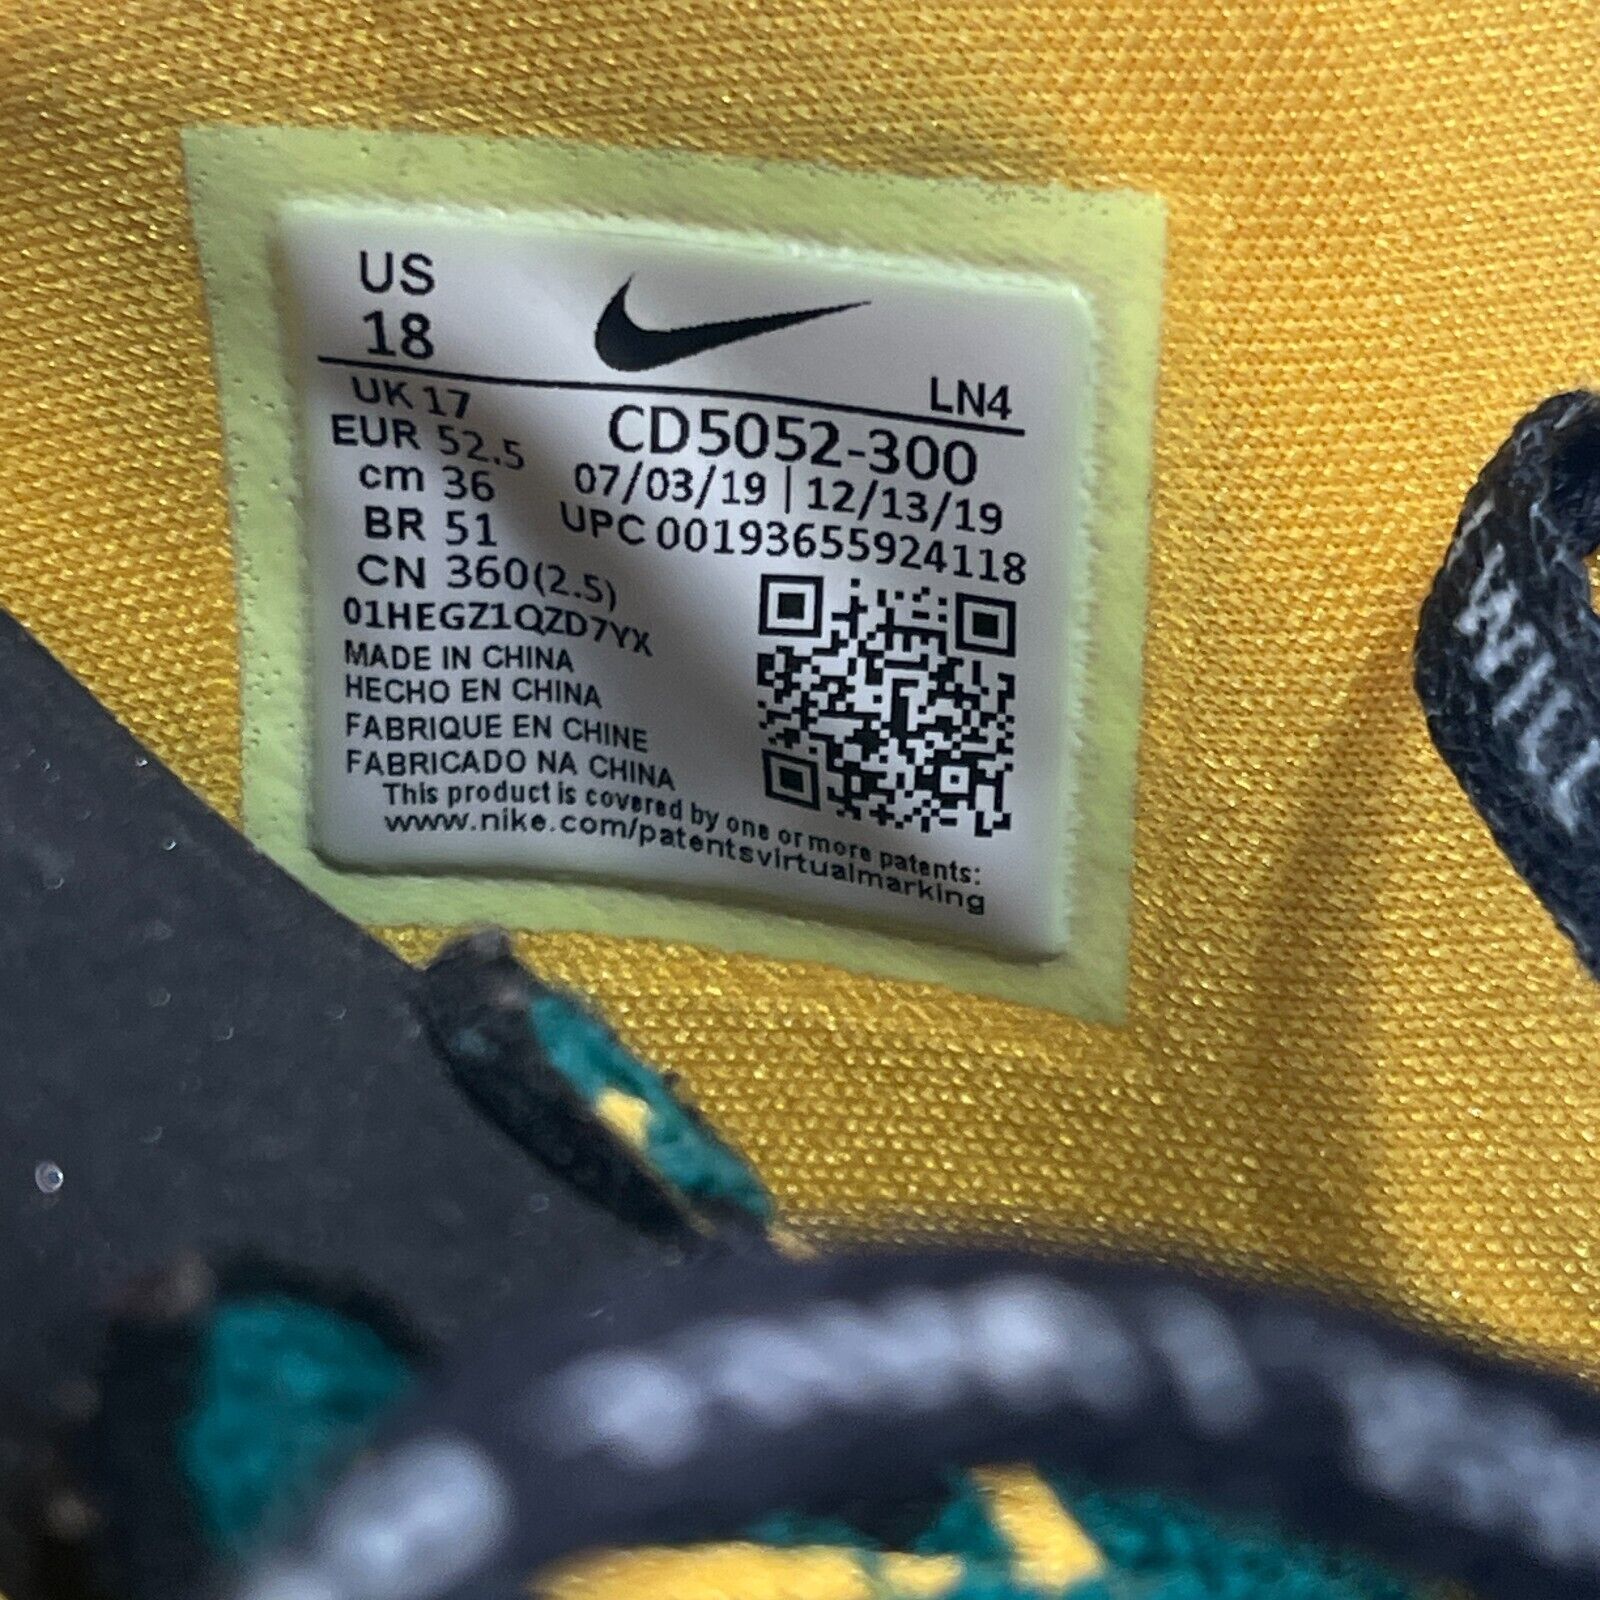 US
18
LN4
UK 17
CD5052-300
EUR 52.5
07/03/19 | 12/13/19
cm 36
UPC 00193655924118
BR 51
CN 360(2.5)
01HEGZ1QZD7YX
MADE IN CHINA
HECHO EN CHINA
FABRIQUE EN CHINE
FABRICADO NA CHINA
This product is covered by one or more patents:
www.nike.com/patentsvirtualmarking